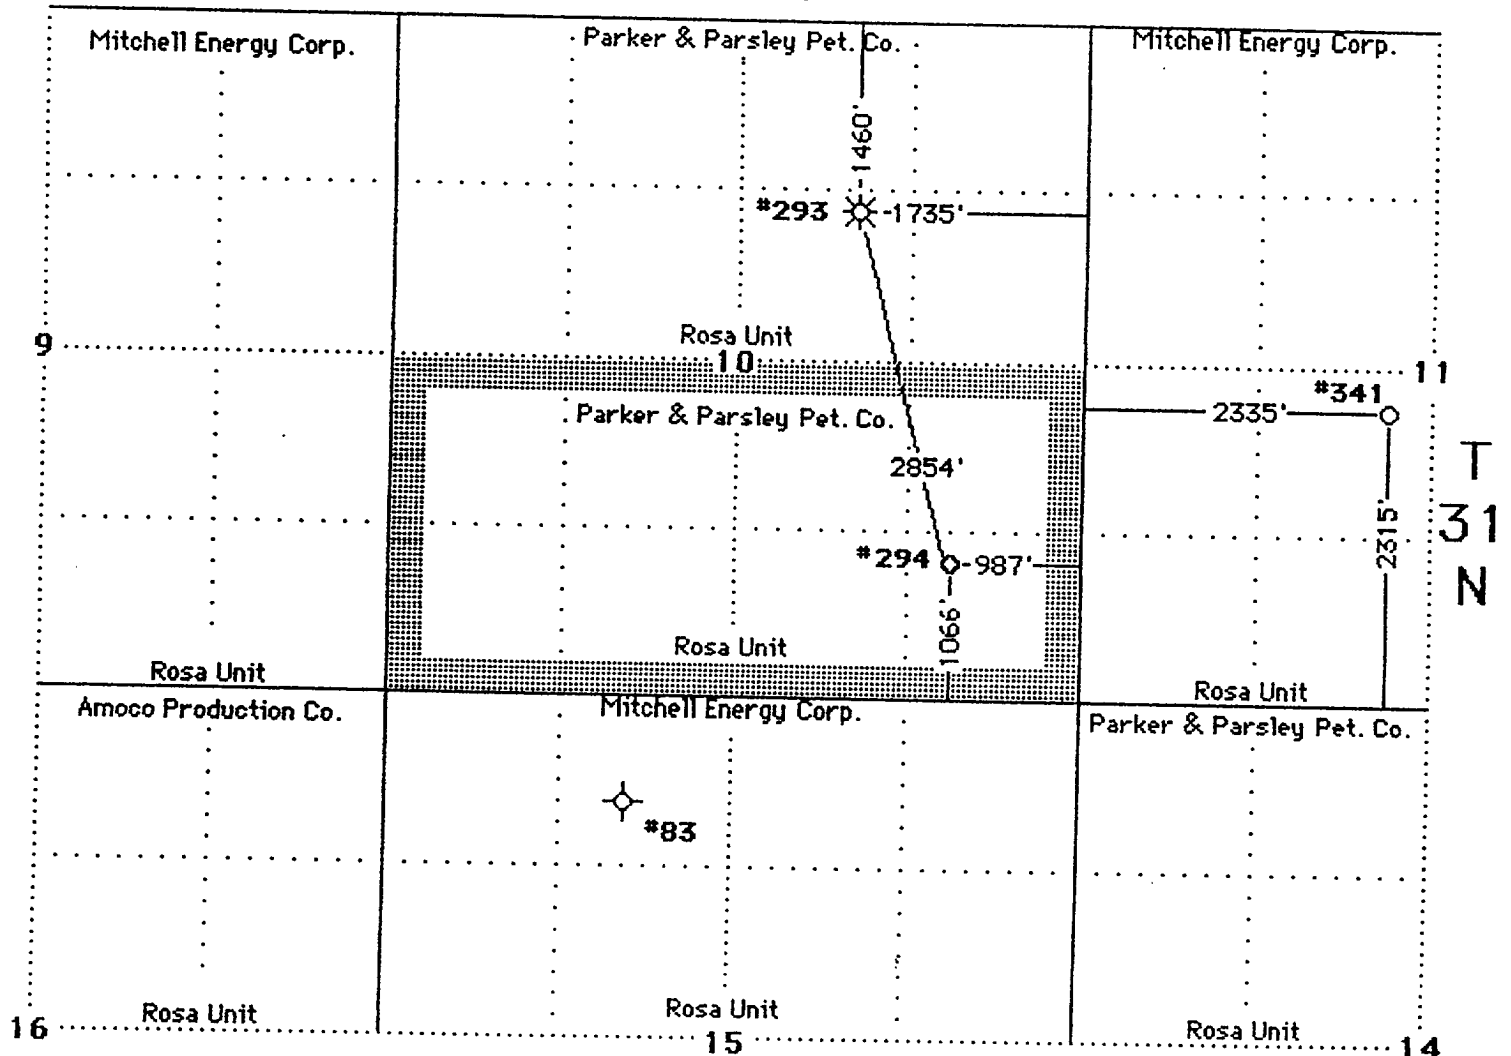 Mitchell Energy Corp.
Parker & Parsley Pet. Co.
Mitchell Energy Corp.
1460'
#293
1735'
Rosa Unit
9
10
11
#341
Parker & Parsley Pet. Co.
2335'
2854'
2315'
T
31
N
#294
987'
1066'
Rosa Unit
Rosa Unit
Rosa Unit
Amoco Production Co.
Mitchell Energy Corp.
Parker & Parsley Pet. Co.
#83
Rosa Unit
Rosa Unit
Rosa Unit
16
15
14